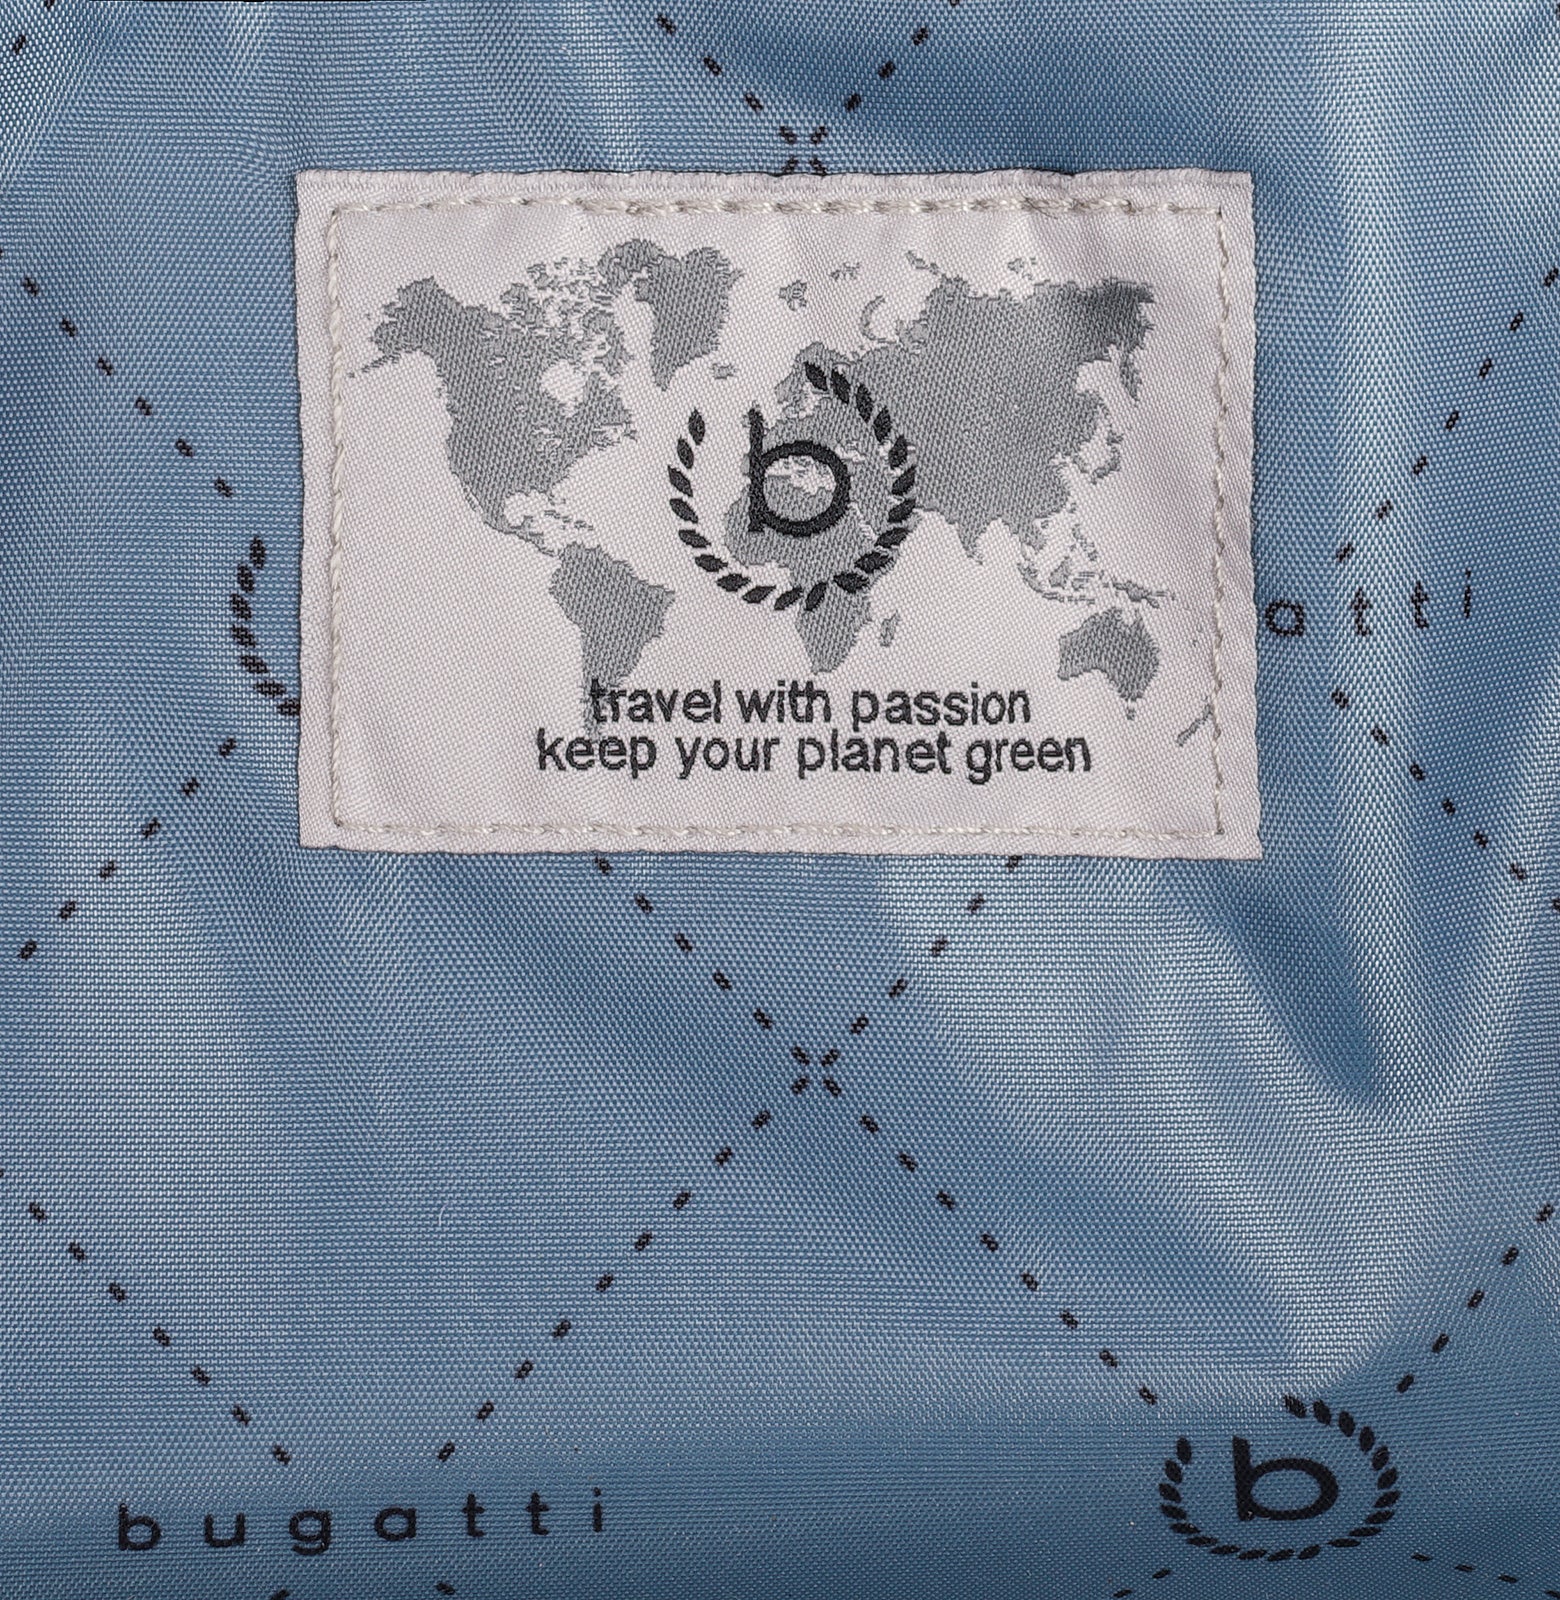 b
atti
travel with passion
keep your planet green
b
bugatti